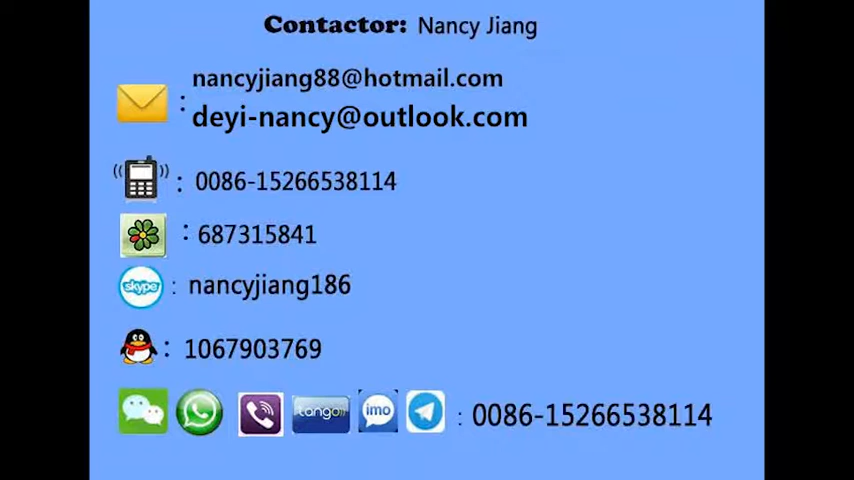 Contactor: Nancy Jiang
nancyjiang88@hotmail.com
: deyi-nancy@outlook.com
: 0086-15266538114
: 687315841
skype : nancyjiang186
: 1067903769
tango imo : 0086-15266538114